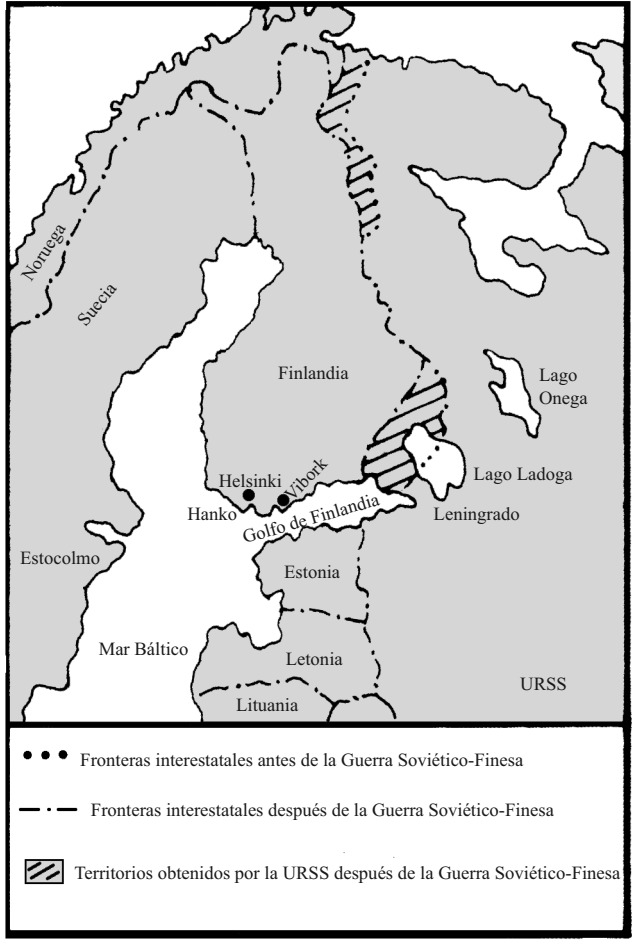 Noruega
Suecia
Finlandia
Lago
Onega
Helsinki
Vibork
Lago Ladoga
Hanko
Golfo de Finlandia
Leningrado
Estocolmo
Estonia
Mar Báltico
Letonia
URSS
Lituania
Fronteras interestatales antes de la Guerra Soviético-Finesa
Fronteras interestatales después de la Guerra Soviético-Finesa
Territorios obtenidos por la URSS después de la Guerra Soviético-Finesa